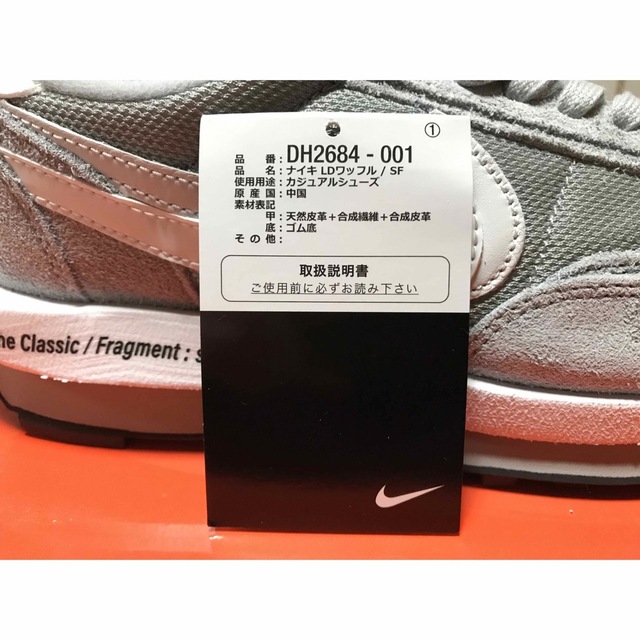 ①
品番：DH2684 - 001
品名：ナイキ LDワッフル / SF
使用用途：カジュアルシューズ
原産国：中国
素材表記
甲：天然皮革＋合成繊維＋合成皮革
底：ゴム底
その他：
取扱説明書
ご使用前に必ずお読み下さい
he Classic / Fragment : s